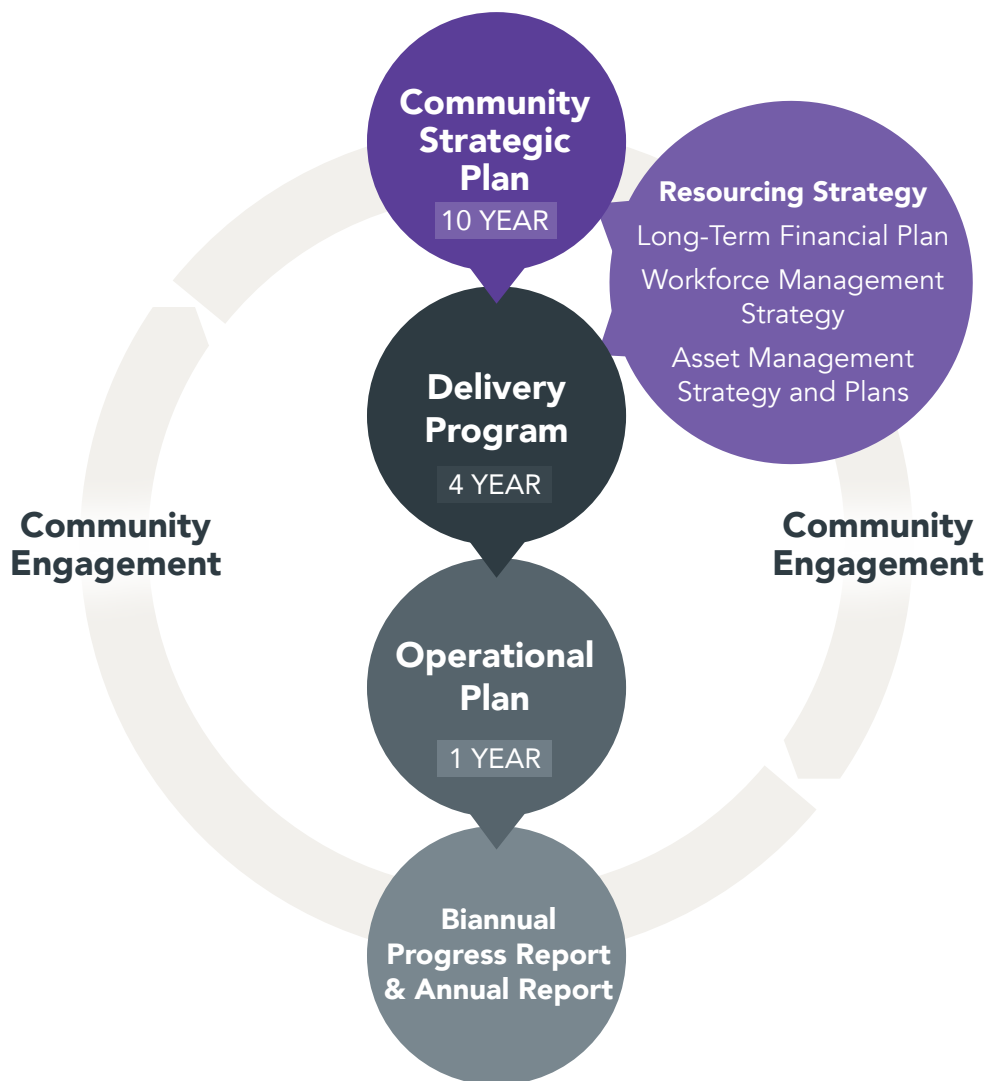 Community
Strategic
Plan
10 YEAR
Resourcing Strategy
Long-Term Financial Plan
Workforce Management
Strategy
Asset Management
Strategy and Plans
Delivery
Program
4 YEAR
Community
Engagement
Community
Engagement
Operational
Plan
1 YEAR
Biannual
Progress Report
& Annual Report